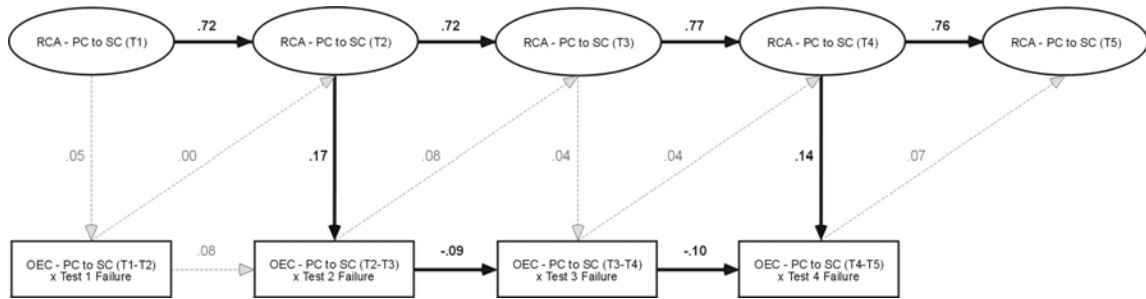 .72
.72
.77
.76
RCA - PC to SC (T1)
RCA - PC to SC (T2)
RCA - PC to SC (T3)
RCA - PC to SC (T4)
RCA - PC to SC (T5)
.05
.00
.17
.08
.04
.04
.14
.07
OEC - PC to SC (T1-T2)
x Test 1 Failure
.08
OEC - PC to SC (T2-T3)
x Test 2 Failure
-.09
OEC - PC to SC (T3-T4)
x Test 3 Failure
-.10
OEC - PC to SC (T4-T5)
x Test 4 Failure